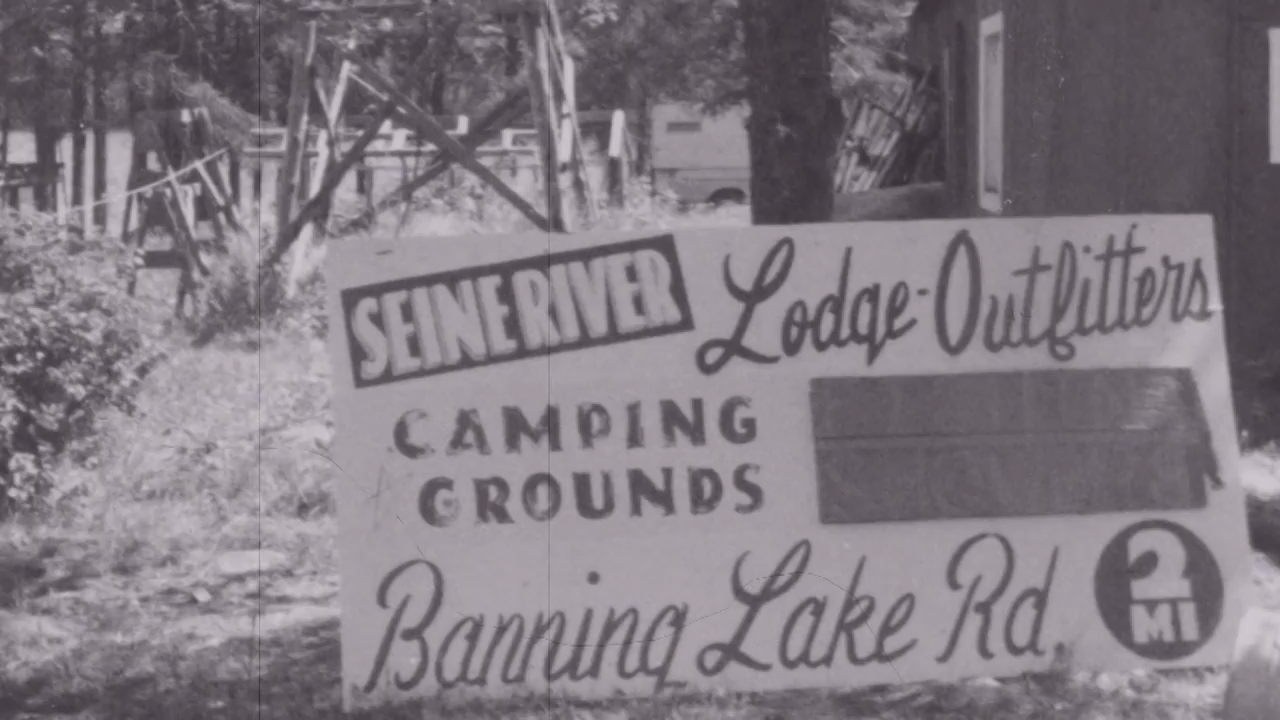 SEINE RIVER Lodge-Outfitters
CAMPING
GROUNDS
Banning Lake Rd. 2 MI